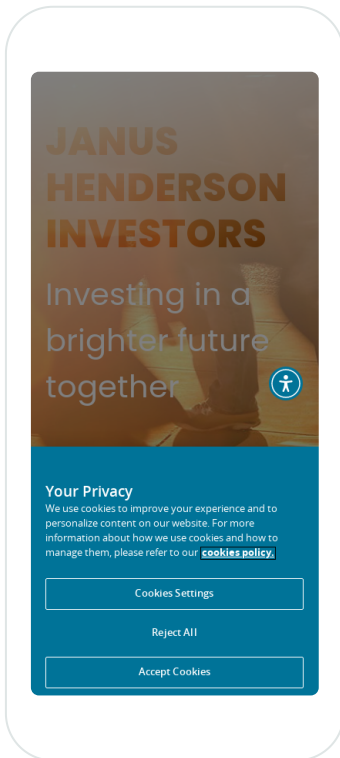 JANUS
HENDERSON
INVESTORS
Investing in a
brighter future
together
Your Privacy
We use cookies to improve your experience and to
personalize content on our website. For more
information about how we use cookies and how to
manage them, please refer to our cookies policy.
Cookies Settings
Reject All
Accept Cookies